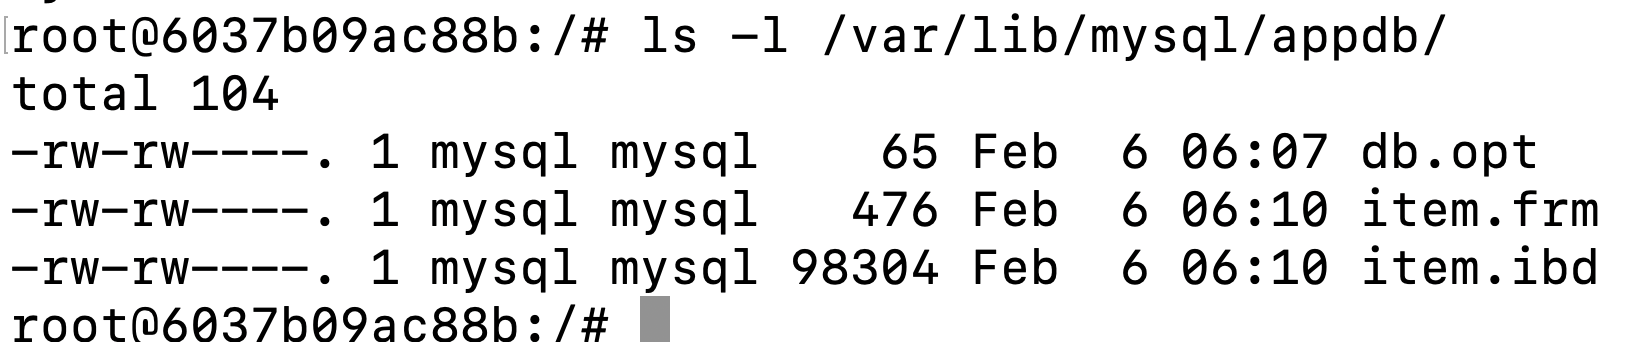 [root@6037b09ac88b:/# ls -l /var/lib/mysql/appdb/
total 104
-rw-rw----. 1 mysql mysql    65 Feb  6 06:07 db.opt
-rw-rw----. 1 mysql mysql   476 Feb  6 06:10 item.frm
-rw-rw----. 1 mysql mysql 98304 Feb  6 06:10 item.ibd
root@6037b09ac88b:/#